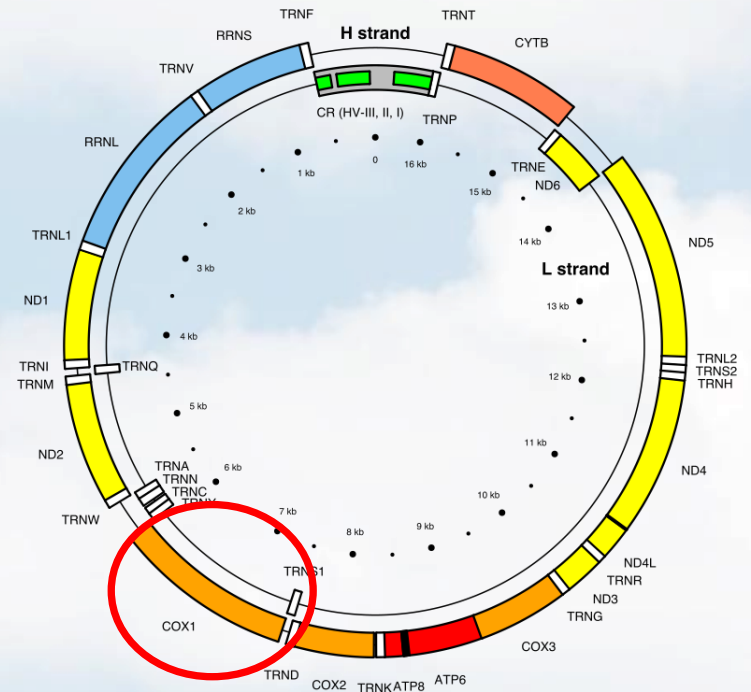 TRNF
TRNT
RRNS
H strand
CYTB
TRNV
CR (HV-III, II, I)
TRNP
RRNL
0
16 kb
TRNE
1 kb
15 kb
ND6
2 kb
14 kb
TRNL1
ND5
3 kb
L strand
ND1
13 kb
4 kb
TRNI
TRNQ
TRNL2
TRNM
TRNS2
12 kb
TRNH
5 kb
ND2
11 kb
TRNA
6 kb
ND4
TRNN
TRNC
10 kb
TRNW
7 kb
9 kb
8 kb
ND4L
TRNS1
TRNR
ND3
TRNG
COX1
COX3
TRND
COX2
TRNK
ATP8
ATP6